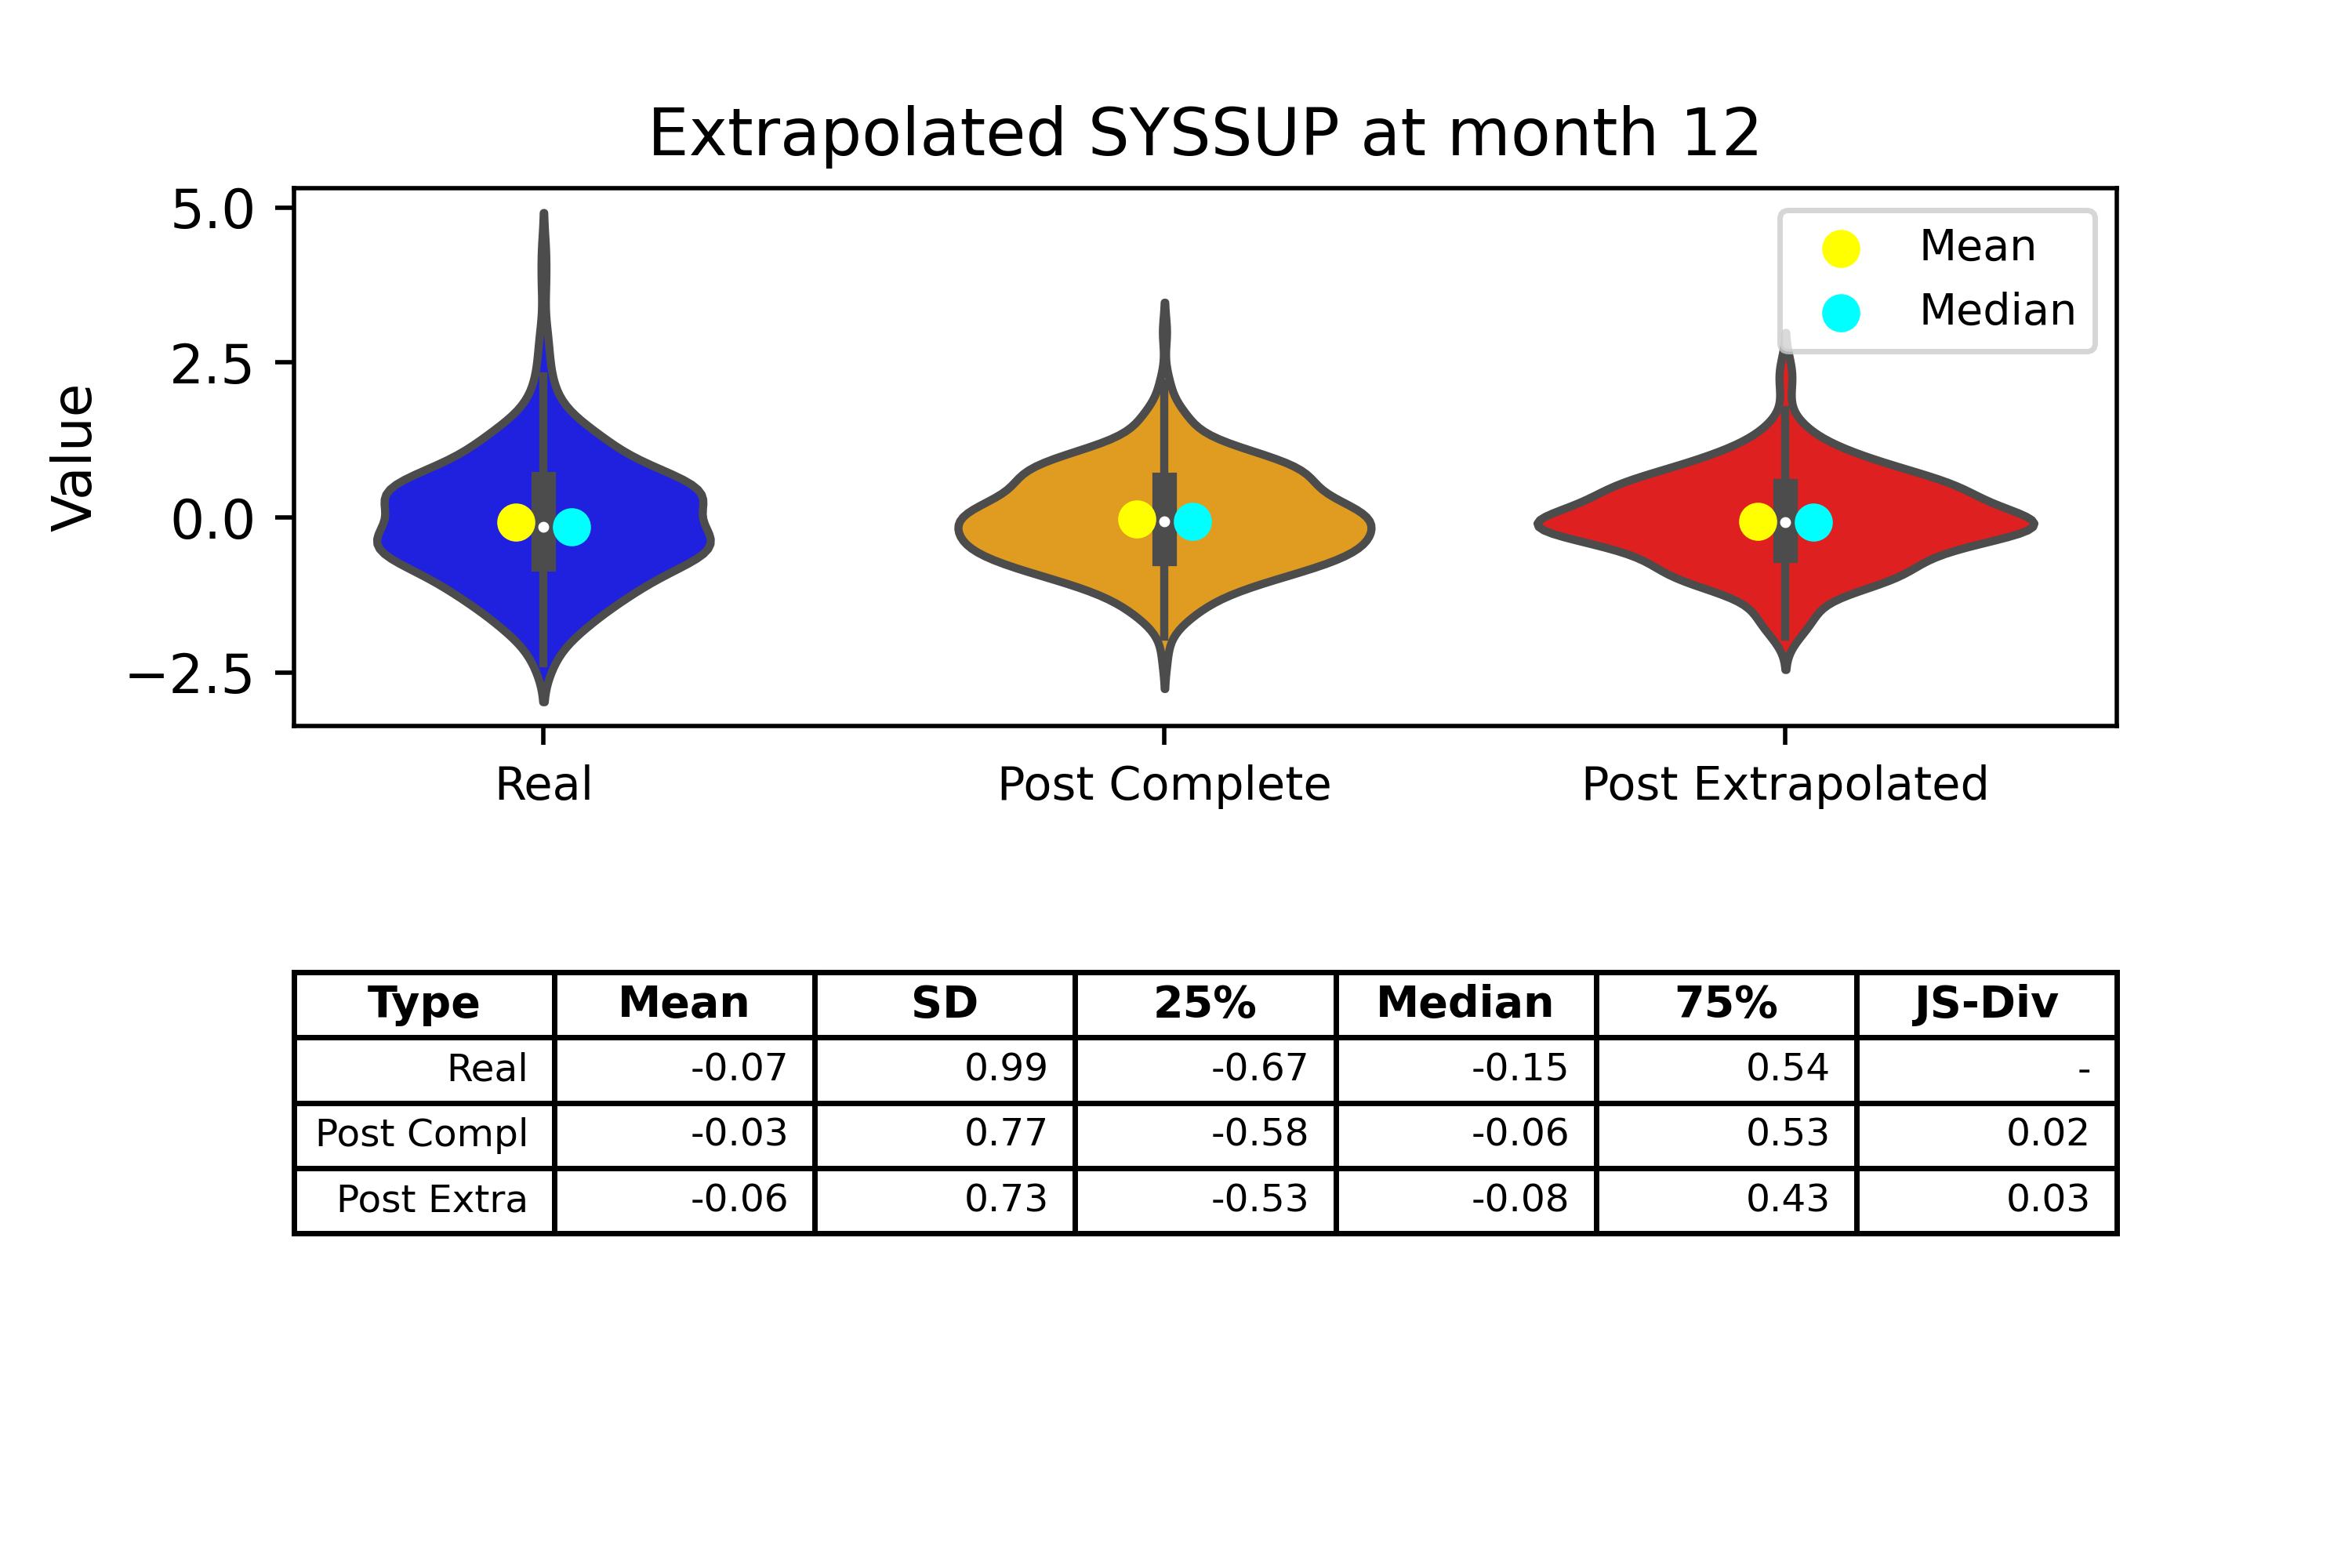 Extrapolated SYSSUP at month 12
Value
5.0
2.5
0.0
−2.5
Mean
Median
Real Post Complete Post Extrapolated
Type Mean SD 25% Median 75% JS-Div
Real -0.07 0.99 -0.67 -0.15 0.54 -
Post Compl -0.03 0.77 -0.58 -0.06 0.53 0.02
Post Extra -0.06 0.73 -0.53 -0.08 0.43 0.03